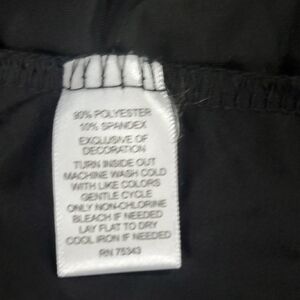 90% POLYESTER
10% SPANDEX
EXCLUSIVE OF
DECORATION
TURN INSIDE OUT
MACHINE WASH COLD
WITH LIKE COLORS
GENTLE CYCLE
ONLY NON-CHLORINE
BLEACH IF NEEDED
LAY FLAT TO DRY
COOL IRON IF NEEDED
RN 75343